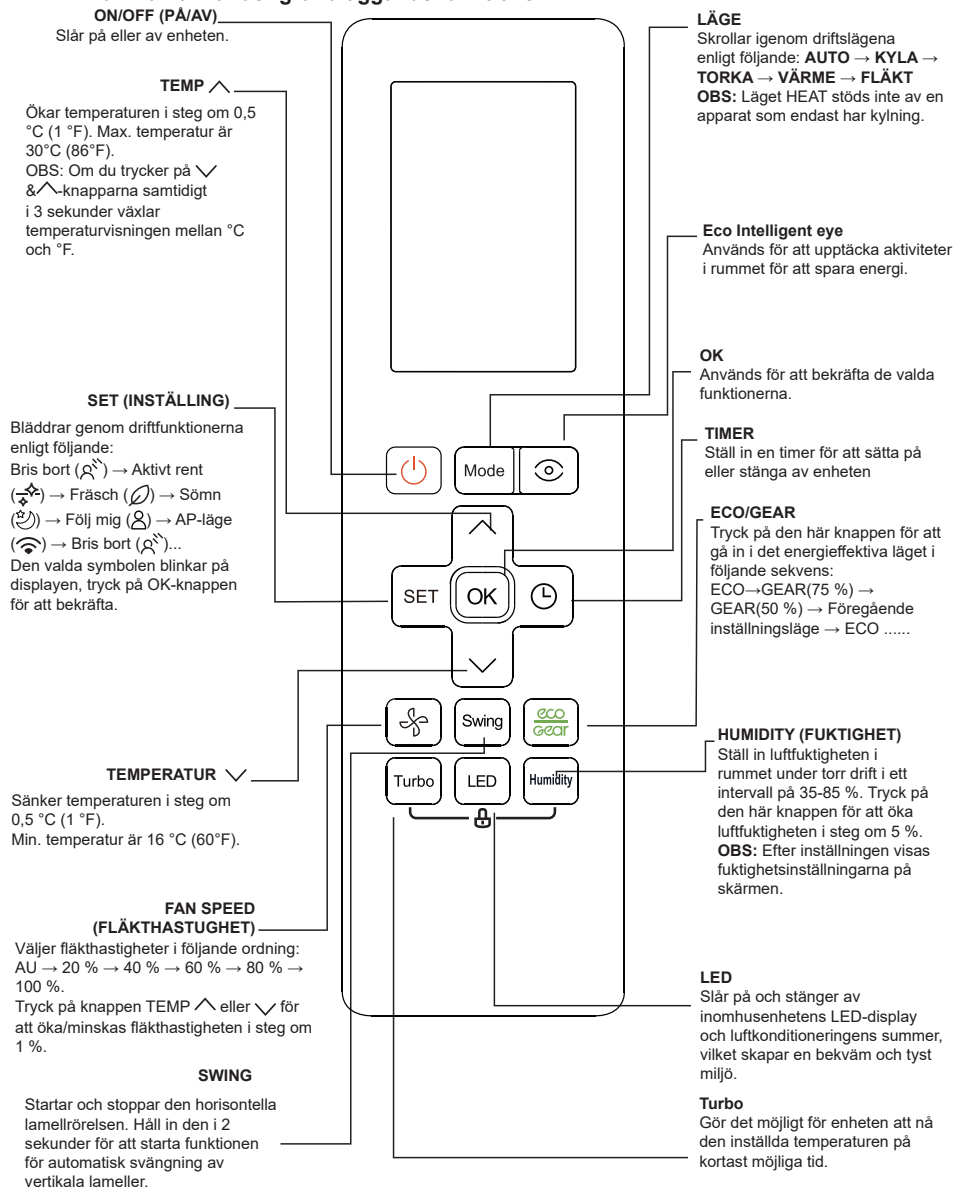 ON/OFF (PÅ/AV)
Slår på eller av enheten.
TEMP
Ökar temperaturen i steg om 0,5
°C (1 °F). Max. temperatur är
30°C (86°F).
OBS: Om du trycker på
&-knapparna samtidigt
i 3 sekunder växlar
temperaturvisningen mellan °C
och °F.
SET (INSTÄLLING)
Bläddrar genom driftfunktionerna
enligt följande:
Bris bort () → Aktivt rent
() → Fräsch () → Sömn
() → Följ mig () → AP-läge
() → Bris bort ()...
Den valda symbolen blinkar på
displayen, tryck på OK-knappen
för att bekräfta.
TEMPERATUR
Sänker temperaturen i steg om
0,5 °C (1 °F).
Min. temperatur är 16 °C (60°F).
FAN SPEED
(FLÄKTHASTUGHET)
Väljer fläkthastigheter i följande ordning:
AU → 20 % → 40 % → 60 % → 80 % →
100 %.
Tryck på knappen TEMP eller för
att öka/minskas fläkthastigheten i steg om
1 %.
SWING
Startar och stoppar den horisontella
lamellrörelsen. Håll in den i 2
sekunder för att starta funktionen
för automatisk svängning av
vertikala lameller.
Mode
SET
OK
Swing
eco
Gear
Turbo
LED
Humidity
LÄGE
Skrollar igenom driftslägena
enligt följande: AUTO → KYLA →
TORKA → VÄRME → FLÄKT
OBS: Läget HEAT stöds inte av en
apparat som endast har kylning.
Eco Intelligent eye
Används för att upptäcka aktiviteter
i rummet för att spara energi.
OK
Används för att bekräfta de valda
funktionerna.
TIMER
Ställ in en timer för att sätta på
eller stänga av enheten
ECO/GEAR
Tryck på den här knappen för att
gå in i det energieffektiva läget i
följande sekvens:
ECO→GEAR(75 %) →
GEAR(50 %) → Föregående
inställningsläge → ECO ......
HUMIDITY (FUKTIGHET)
Ställ in luftfuktigheten i
rummet under torr drift i ett
intervall på 35-85 %. Tryck på
den här knappen för att öka
luftfuktigheten i steg om 5 %.
OBS: Efter inställningen visas
fuktighetsinställningarna på
skärmen.
LED
Slår på och stänger av
inomhusenhetens LED-display
och luftkonditioneringens summer,
vilket skapar en bekväm och tyst
miljö.
Turbo
Gör det möjligt för enheten att nå
den inställda temperaturen på
kortast möjliga tid.